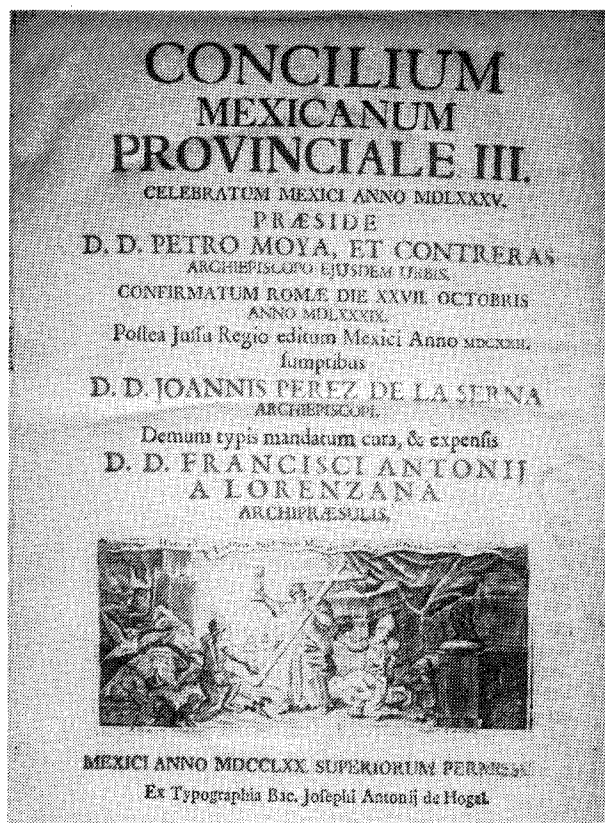 CONCILIUM
MEXICANUM
PROVINCIALE III.
CELEBRATUM MEXICI ANNO MDLXXXV.
PRÆSIDE
D. D. PETRO MOYA, ET CONTRERAS
ARCHIEPISCOPO EJUSDEM URBIS.
CONFIRMATUM ROMÆ DIE XXVII. OCTOBRIS
ANNO MDLXXXIX.
Poſtea Juſſu Regio editum Mexici Anno MDCXXII.
ſumptibus
D. D. JOANNIS PEREZ DE LA SERNA
ARCHIEPISCOPI.
Demum typis mandatum cura, & expenſis
D. D. FRANCISCI ANTONIJ
A LORENZANA
ARCHIPRÆSULIS.
MEXICI ANNO MDCCLXX. SUPERIORUM PERMISSU
Ex Typographia Bac. Joſephi Antonij de Hogal.